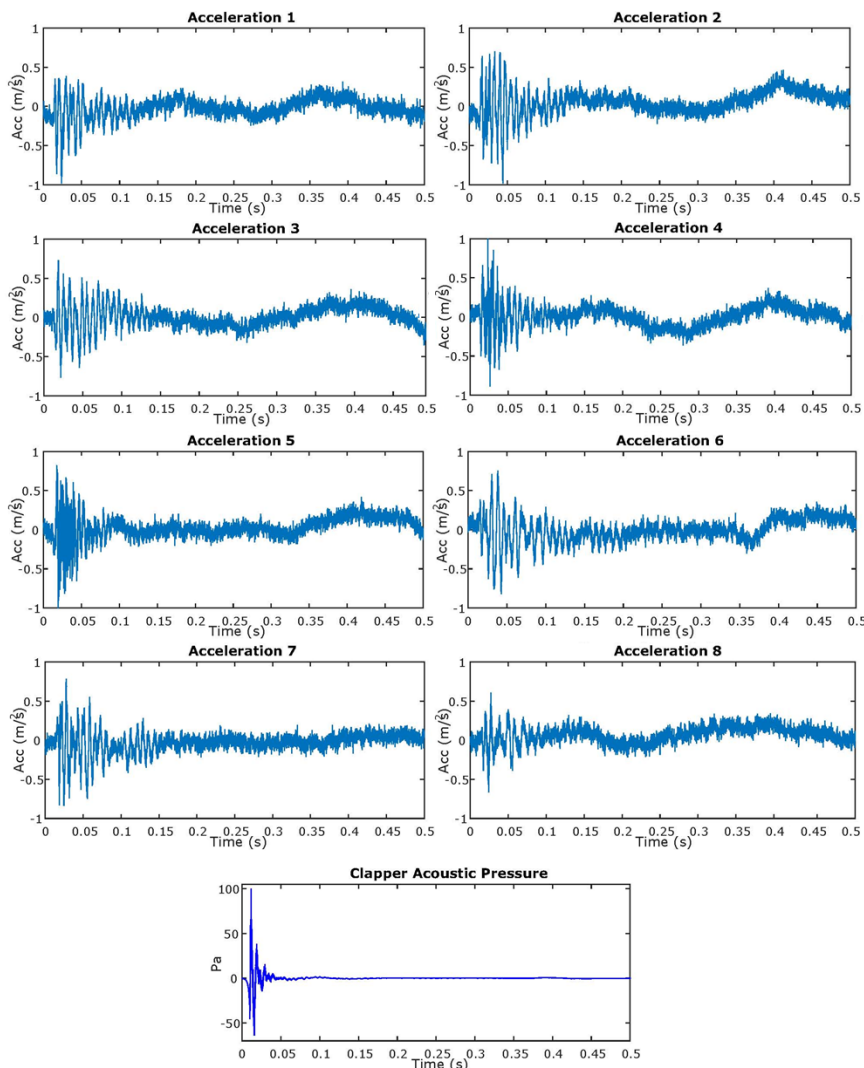 Acceleration 1
Acc (m/s²)
1
0.5
0
-0.5
-1
0 0.05 0.1 0.15 0.2 0.25 0.3 0.35 0.4 0.45 0.5
Time (s)
Acceleration 2
Acc (m/s²)
1
0.5
0
-0.5
-1
0 0.05 0.1 0.15 0.2 0.25 0.3 0.35 0.4 0.45 0.5
Time (s)
Acceleration 3
Acc (m/s²)
1
0.5
0
-0.5
-1
0 0.05 0.1 0.15 0.2 0.25 0.3 0.35 0.4 0.45 0.5
Time (s)
Acceleration 4
Acc (m/s²)
1
0.5
0
-0.5
-1
0 0.05 0.1 0.15 0.2 0.25 0.3 0.35 0.4 0.45 0.5
Time (s)
Acceleration 5
Acc (m/s²)
1
0.5
0
-0.5
-1
0 0.05 0.1 0.15 0.2 0.25 0.3 0.35 0.4 0.45 0.5
Time (s)
Acceleration 6
Acc (m/s²)
1
0.5
0
-0.5
-1
0 0.05 0.1 0.15 0.2 0.25 0.3 0.35 0.4 0.45 0.5
Time (s)
Acceleration 7
Acc (m/s²)
1
0.5
0
-0.5
-1
0 0.05 0.1 0.15 0.2 0.25 0.3 0.35 0.4 0.45 0.5
Time (s)
Acceleration 8
Acc (m/s²)
1
0.5
0
-0.5
-1
0 0.05 0.1 0.15 0.2 0.25 0.3 0.35 0.4 0.45 0.5
Time (s)
Clapper Acoustic Pressure
Pa
100
50
0
-50
0 0.05 0.1 0.15 0.2 0.25 0.3 0.35 0.4 0.45 0.5
Time (s)